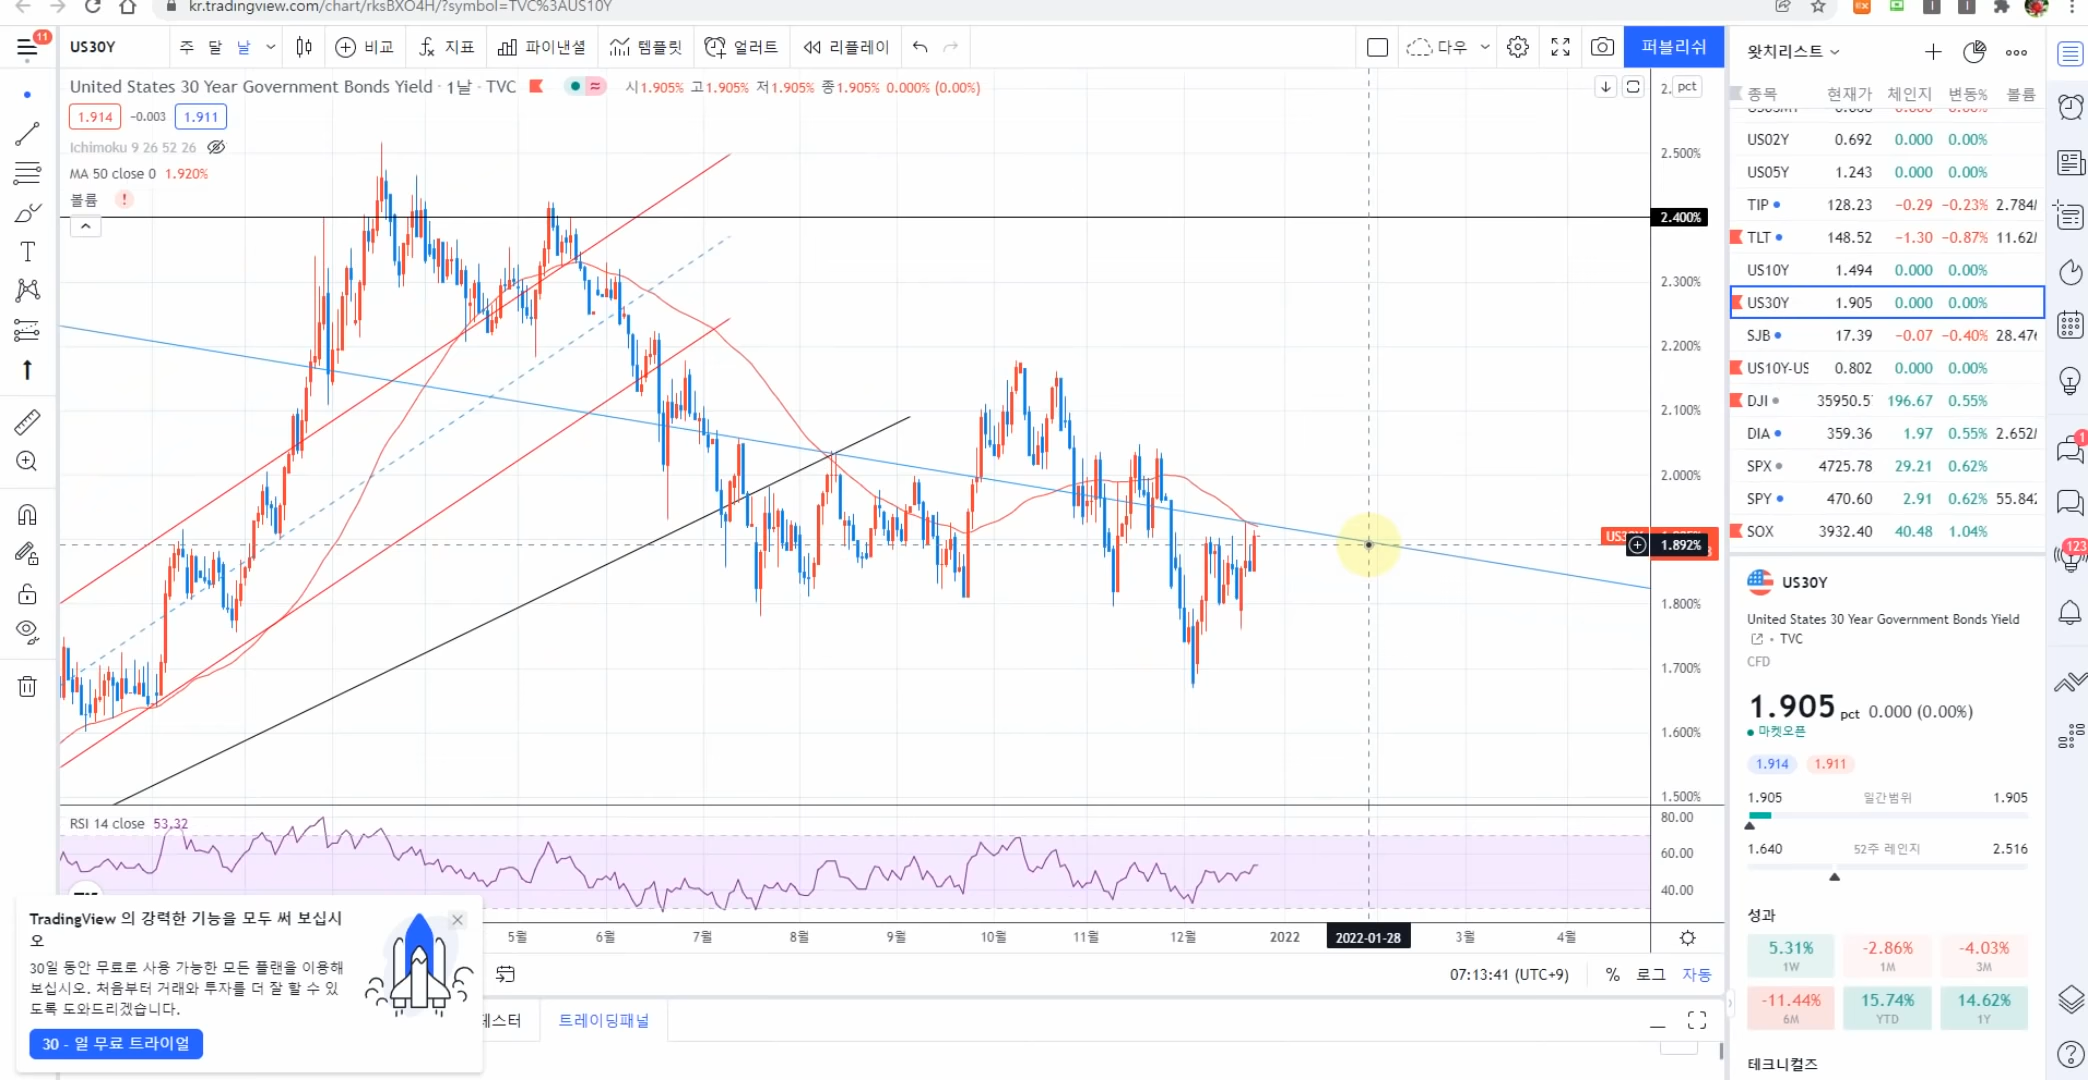 kr.tradingview.com/chart/rksBXO4H/?symbol=TVC%3AUS10Y
11
US30Y
주 달 날
비교
지표
파이낸셜
템플릿
얼러트
리플레이
다우
퍼블리쉬
United States 30 Year Government Bonds Yield · 1날 · TVC
시1.905% 고1.905% 저1.905% 종1.905% 0.000% (0.00%)
1.914 -0.003 1.911
Ichimoku 9 26 52 26
MA 50 close 0 1.920%
볼륨
pct
2.500%
2.400%
2.300%
2.200%
2.100%
2.000%
1.892%
1.800%
1.700%
1.600%
1.500%
RSI 14 close 53.32
80.00
60.00
40.00
5월 6월 7월 8월 9월 10월 11월 12월 2022 2022-01-28 3월 4월
07:13:41 (UTC+9) % 로그 자동
트레이딩패널
TradingView 의 강력한 기능을 모두 써 보십시
오
30일 동안 무료로 사용 가능한 모든 플랜을 이용해
보십시오. 처음부터 거래와 투자를 더 잘 할 수 있
도록 도와드리겠습니다.
30 - 일 무료 트라이얼
왓치리스트
종목 현재가 체인지 변동% 볼륨
US02Y 0.692 0.000 0.00%
US05Y 1.243 0.000 0.00%
TIP 128.23 -0.29 -0.23% 2.784
TLT 148.52 -1.30 -0.87% 11.62
US10Y 1.494 0.000 0.00%
US30Y 1.905 0.000 0.00%
SJB 17.39 -0.07 -0.40% 28.47
US10Y-US 0.802 0.000 0.00%
DJI 35950.5 196.67 0.55%
DIA 359.36 1.97 0.55% 2.652
SPX 4725.78 29.21 0.62%
SPY 470.60 2.91 0.62% 55.84
SOX 3932.40 40.48 1.04%
US30Y
United States 30 Year Government Bonds Yield
• TVC
CFD
1.905 pct 0.000 (0.00%)
마켓오픈
1.914 1.911
1.905 일간범위 1.905
1.640 52주 레인지 2.516
성과
5.31% -2.86% -4.03%
1W 1M 3M
-11.44% 15.74% 14.62%
6M YTD 1Y
테크니컬즈
1
123